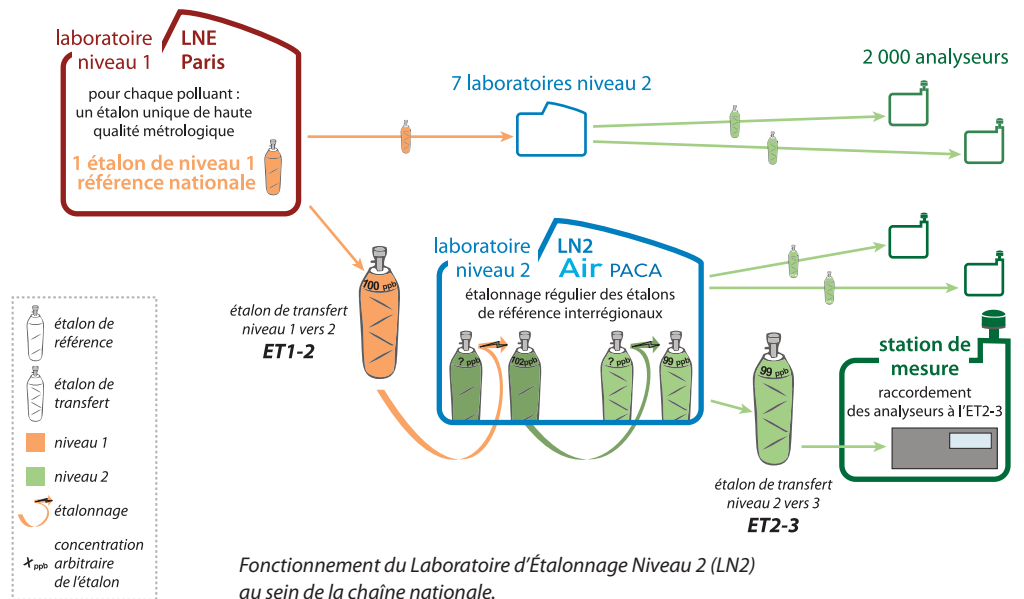 laboratoire niveau 1
LNE Paris
pour chaque polluant :
un étalon unique de haute
qualité métrologique
1 étalon de niveau 1
référence nationale
7 laboratoires niveau 2
2 000 analyseurs
100 ppb
étalon de transfert
niveau 1 vers 2
ET1-2
laboratoire niveau 2
LN2
Air PACA
étalonnage régulier des étalons
de référence interrégionaux
? ppb
102ppb
? ppb
99 ppb
99 ppb
étalon de transfert
niveau 2 vers 3
ET2-3
station de
mesure
raccordement
des analyseurs à l'ET2-3
étalon de
référence
étalon de
transfert
niveau 1
niveau 2
étalonnage
X ppb
concentration
arbitraire
de l'étalon
Fonctionnement du Laboratoire d'Étalonnage Niveau 2 (LN2)
au sein de la chaîne nationale.